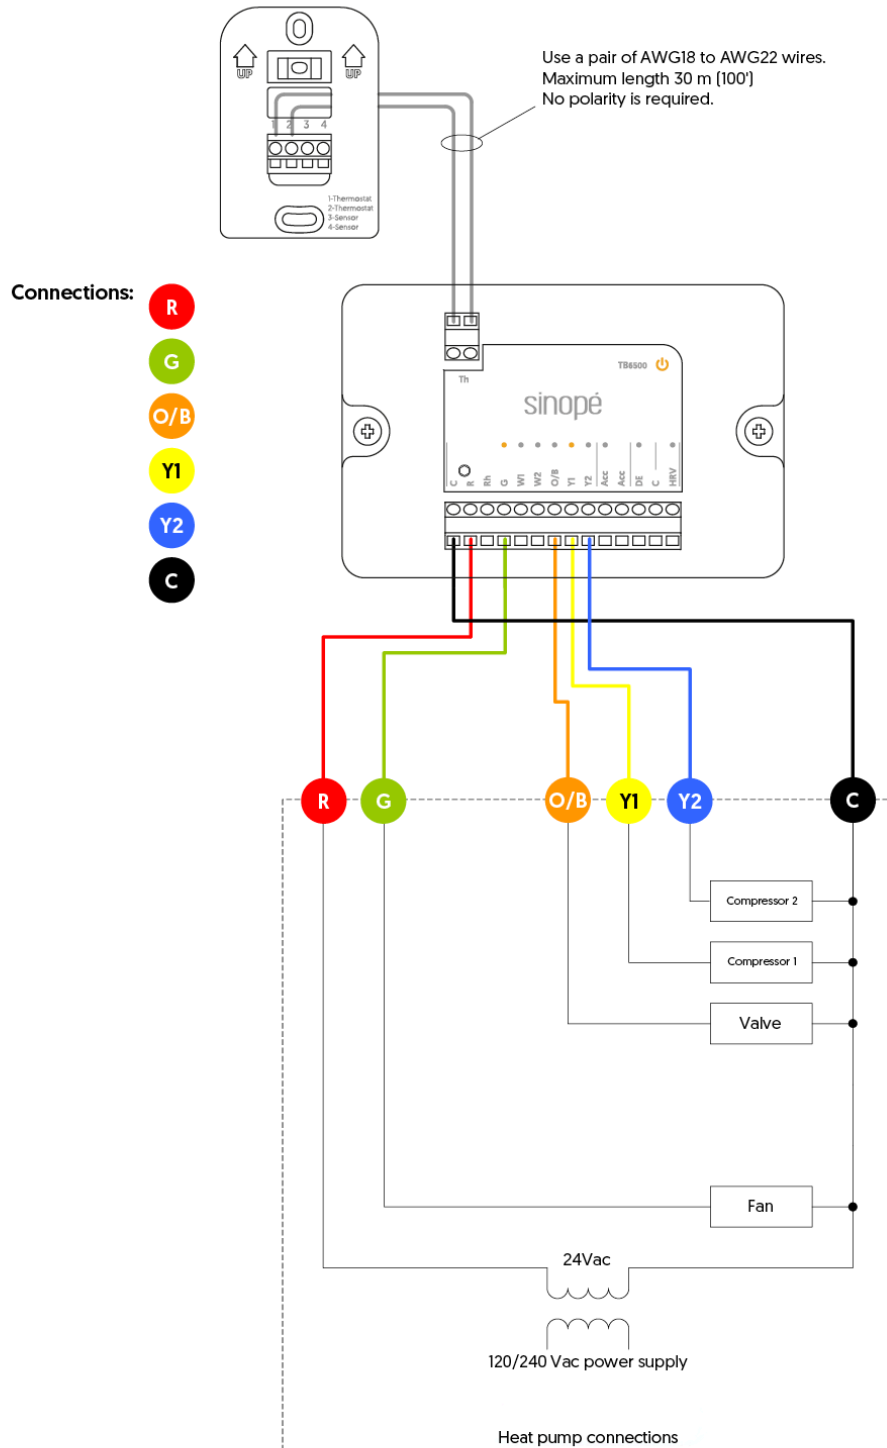 UP
UP
1 2 3 4
1-Thermostat
2-Thermostat
3-Sensor
4-Sensor
Use a pair of AWG18 to AWG22 wires.
Maximum length 30 m (100')
No polarity is required.
Connections:
R
G
O/B
Y1
Y2
C
Th
TB6500
sinopé
C
R
Rh
G
W1
W2
O/B
Y1
Y2
Acc
Acc
DE
C
HRV
R
G
O/B
Y1
Y2
C
Compressor 2
Compressor 1
Valve
Fan
24Vac
120/240 Vac power supply
Heat pump connections